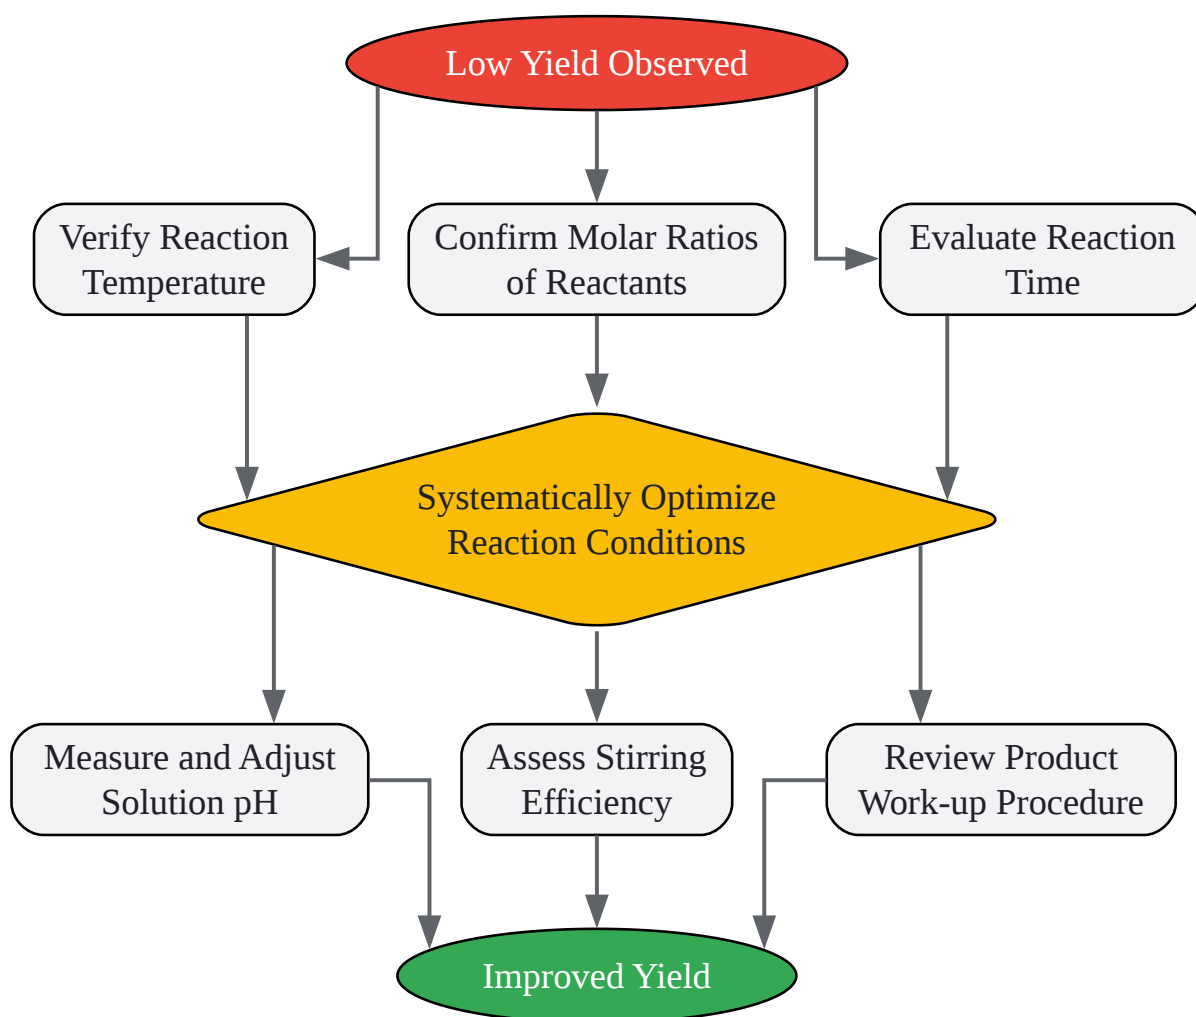 Low Yield Observed
Verify Reaction
Temperature
Confirm Molar Ratios
of Reactants
Evaluate Reaction
Time
Systematically Optimize
Reaction Conditions
Measure and Adjust
Solution pH
Assess Stirring
Efficiency
Review Product
Work-up Procedure
Improved Yield